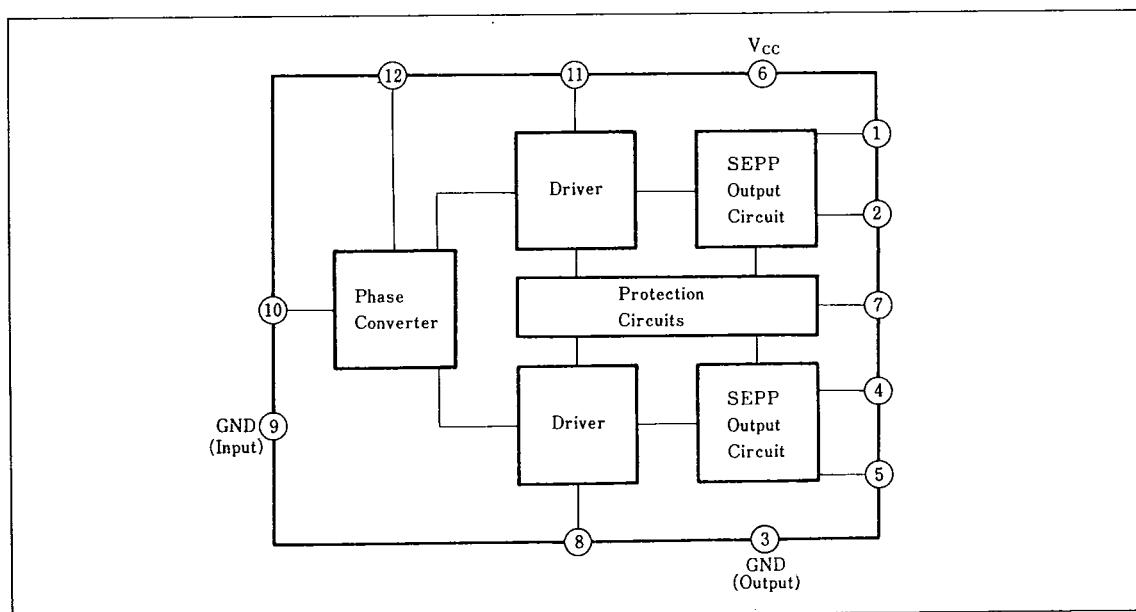 V_CC
12
11
6
1
SEPP
Output
Circuit
Driver
2
Phase
Converter
10
Protection
Circuits
7
4
SEPP
Output
Circuit
Driver
GND
(Input)
9
5
8
3
GND
(Output)